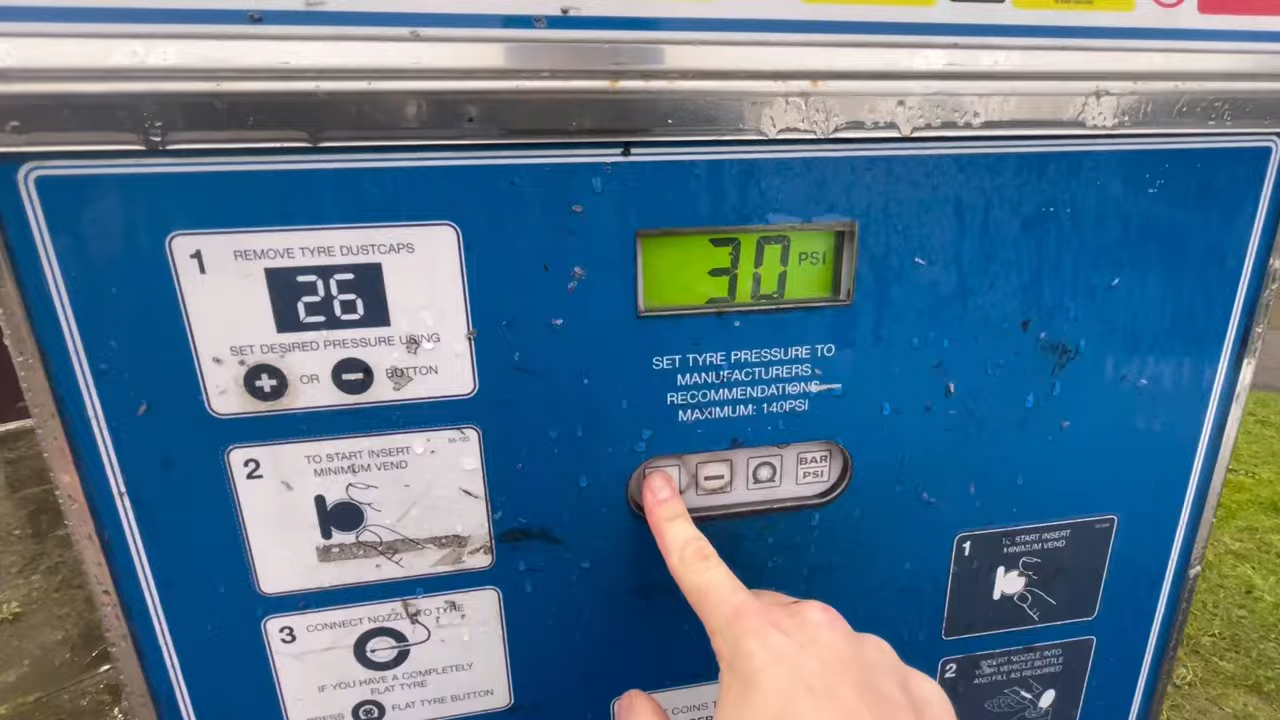 1
REMOVE TYRE DUSTCAPS
26
SET DESIRED PRESSURE USING
+ OR - BUTTON
2
TO START INSERT
MINIMUM VEND
3
CONNECT NOZZLE TO TYRE
IF YOU HAVE A COMPLETELY
FLAT TYRE
PRESS FLAT TYRE BUTTON
30 PSI
SET TYRE PRESSURE TO
MANUFACTURERS
RECOMMENDATIONS
MAXIMUM: 140PSI
-
BAR
PSI
COINS T
1
TO START INSERT
MINIMUM VEND
2
INSERT NOZZLE INTO
YOUR VEHICLE BOTTLE
AND FILL AS REQUIRED